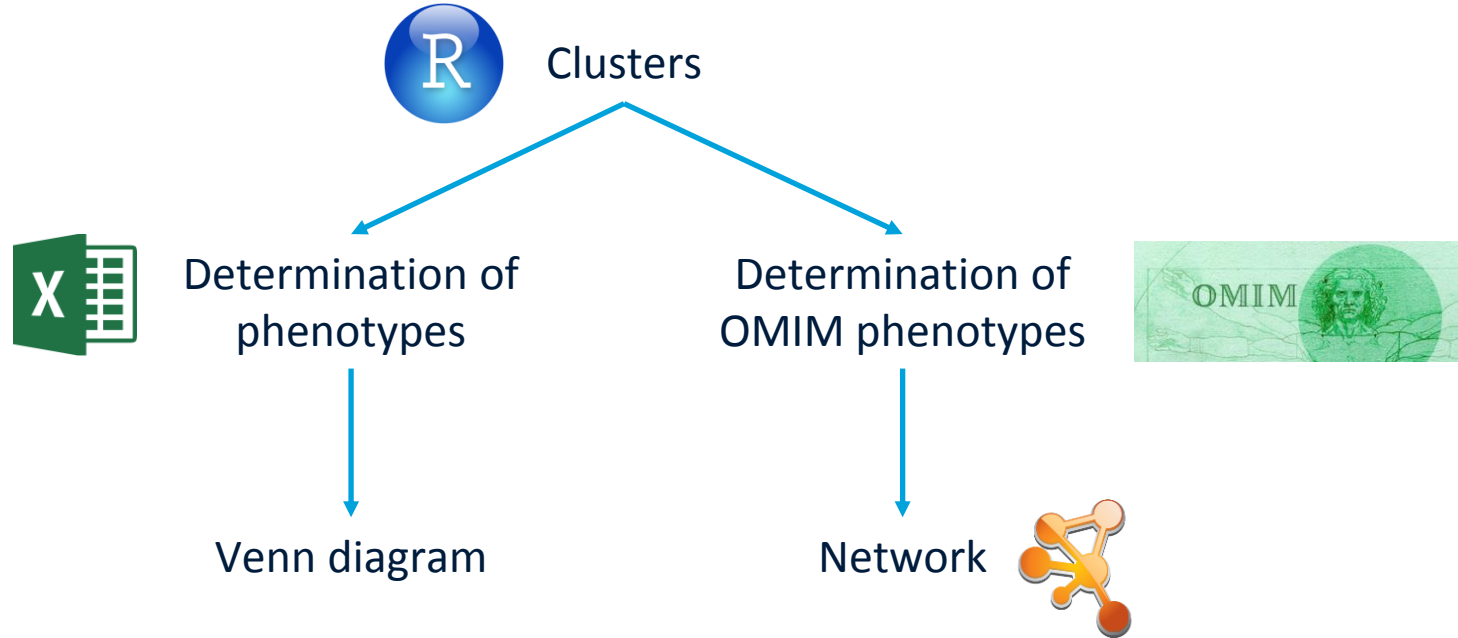 R
Clusters
X
Determination of
phenotypes
Determination of
OMIM phenotypes
OMIM
Venn diagram
Network